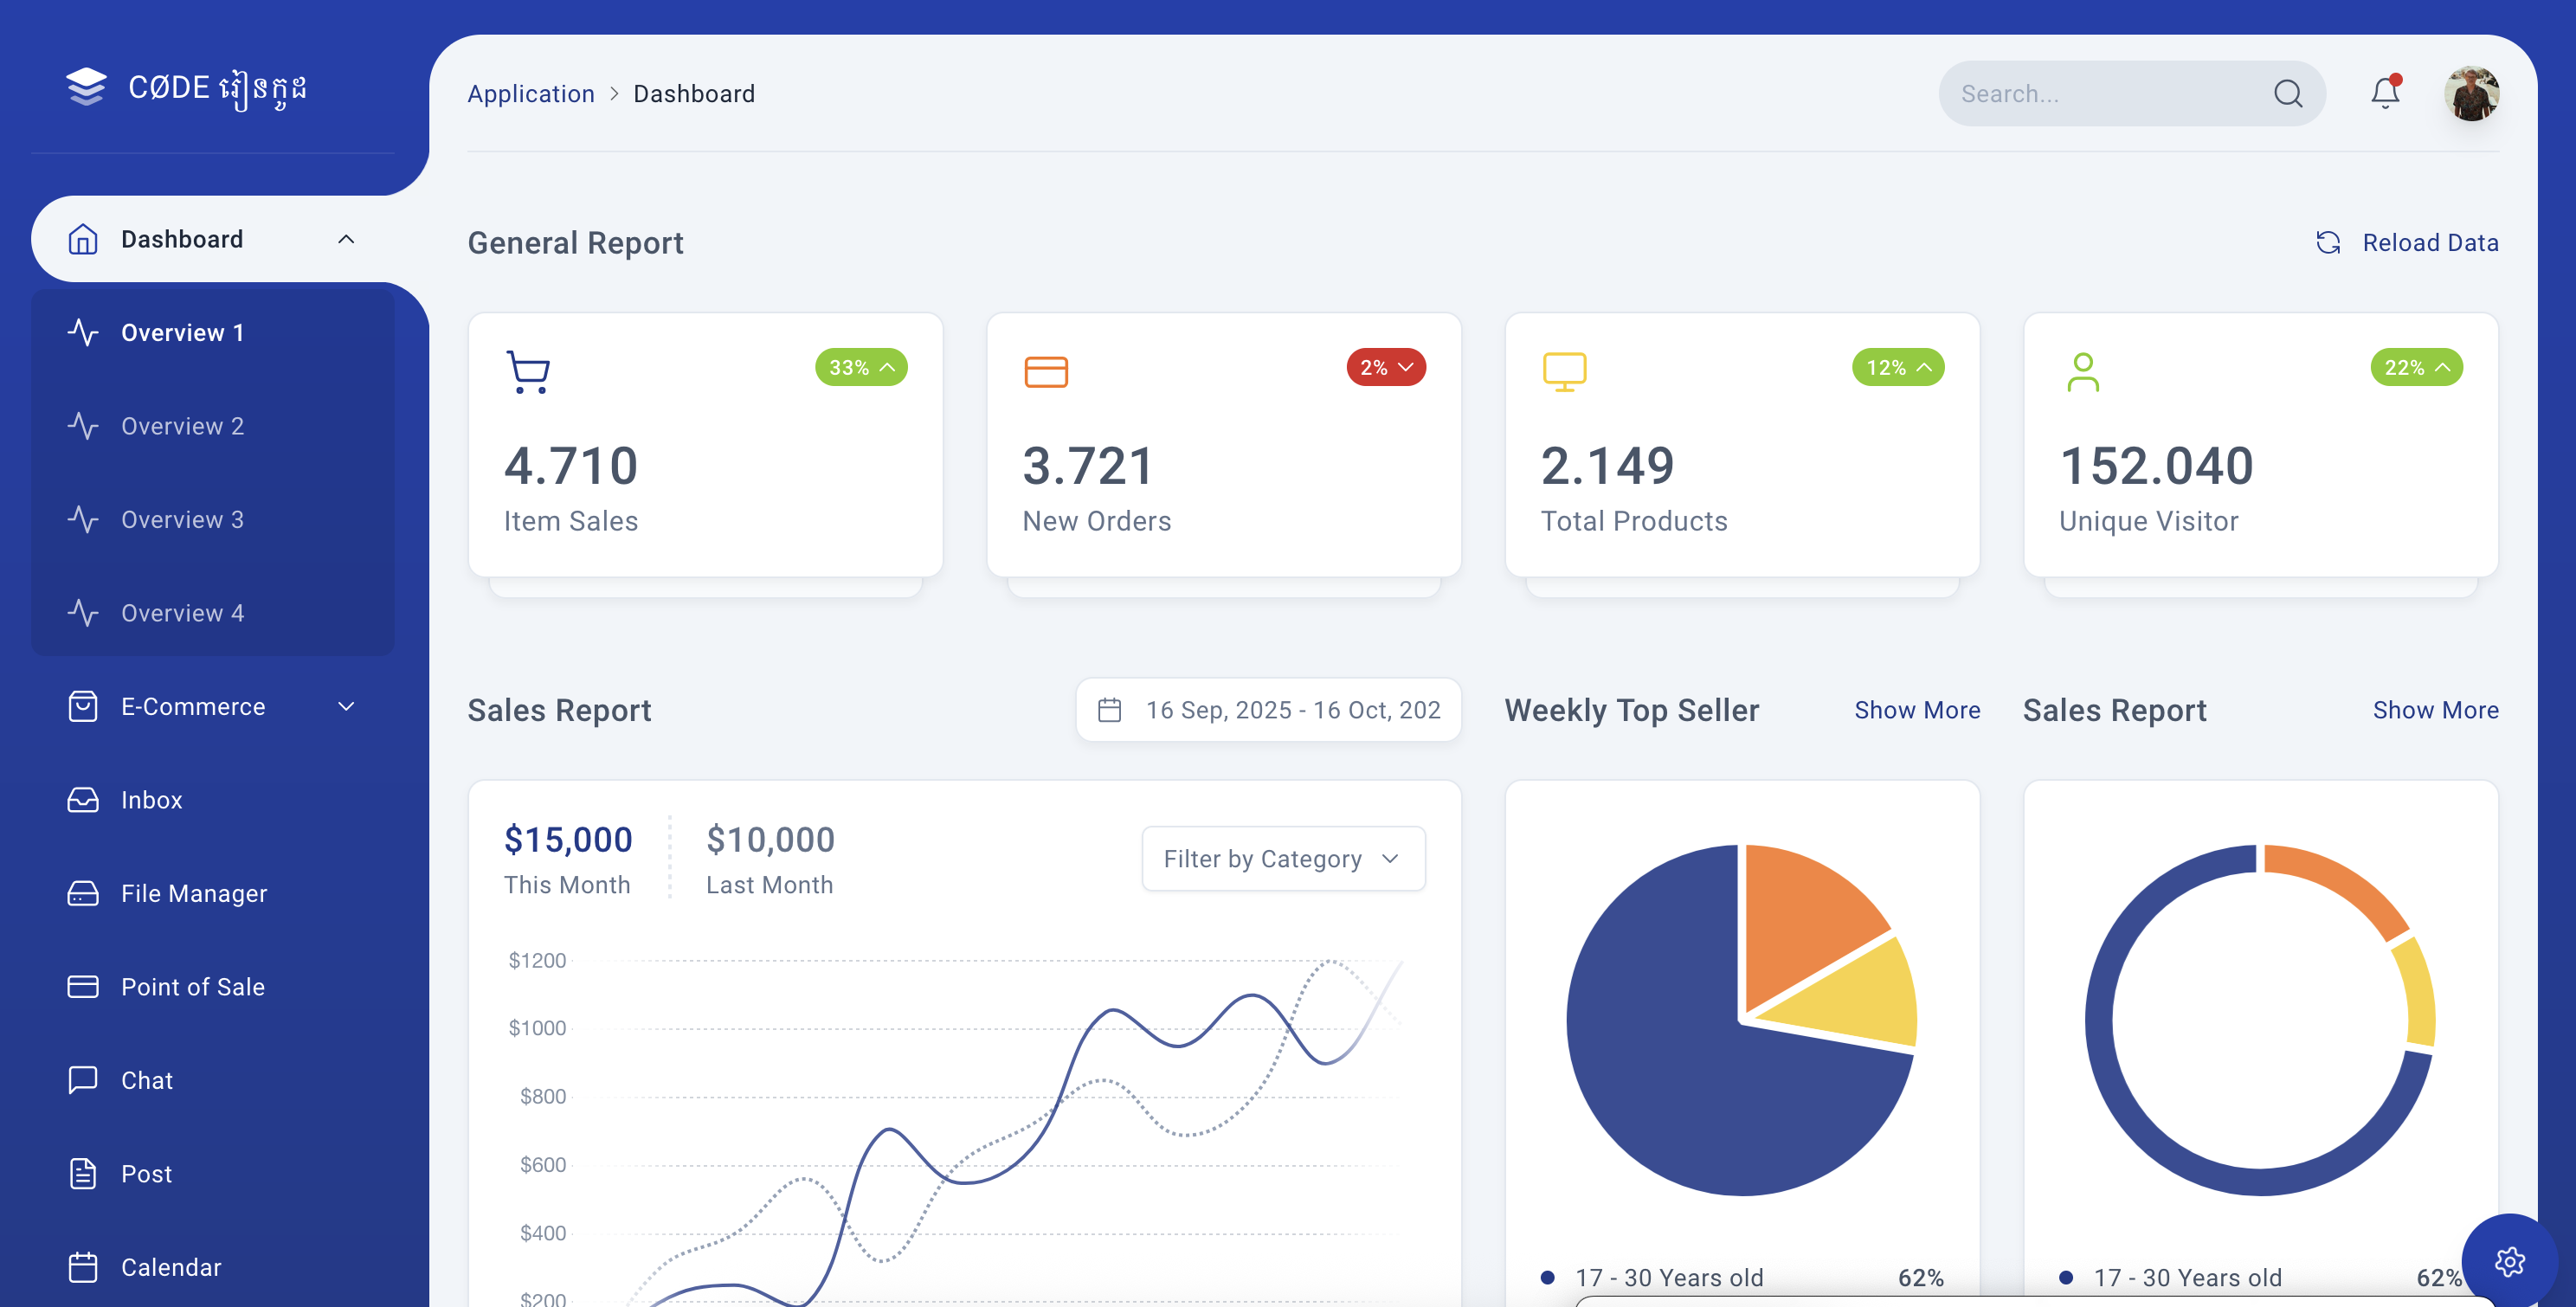 CØDE រៀនកូដ
Application > Dashboard
Search...
Dashboard
Overview 1
Overview 2
Overview 3
Overview 4
E-Commerce
Inbox
File Manager
Point of Sale
Chat
Post
Calendar
General Report
Reload Data
33%
4.710
Item Sales
2%
3.721
New Orders
12%
2.149
Total Products
22%
152.040
Unique Visitor
Sales Report
16 Sep, 2025 - 16 Oct, 202
$15,000
This Month
$10,000
Last Month
Filter by Category
$1200
$1000
$800
$600
$400
$200
Weekly Top Seller
Show More
17 - 30 Years old 62%
Sales Report
Show More
17 - 30 Years old 62%